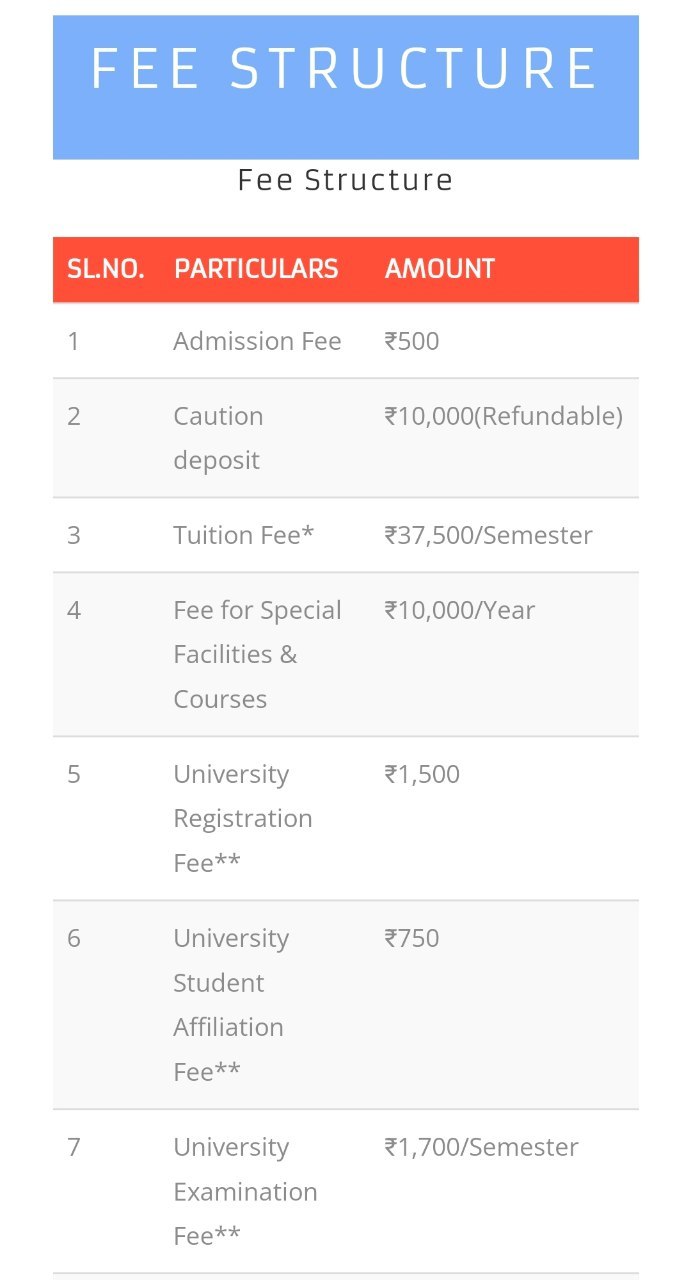 FEE STRUCTURE
Fee Structure
SL.NO. PARTICULARS AMOUNT
1 Admission Fee ₹500
2 Caution ₹10,000(Refundable)
deposit
3 Tuition Fee* ₹37,500/Semester
4 Fee for Special ₹10,000/Year
Facilities &
Courses
5 University ₹1,500
Registration
Fee**
6 University ₹750
Student
Affiliation
Fee**
7 University ₹1,700/Semester
Examination
Fee**